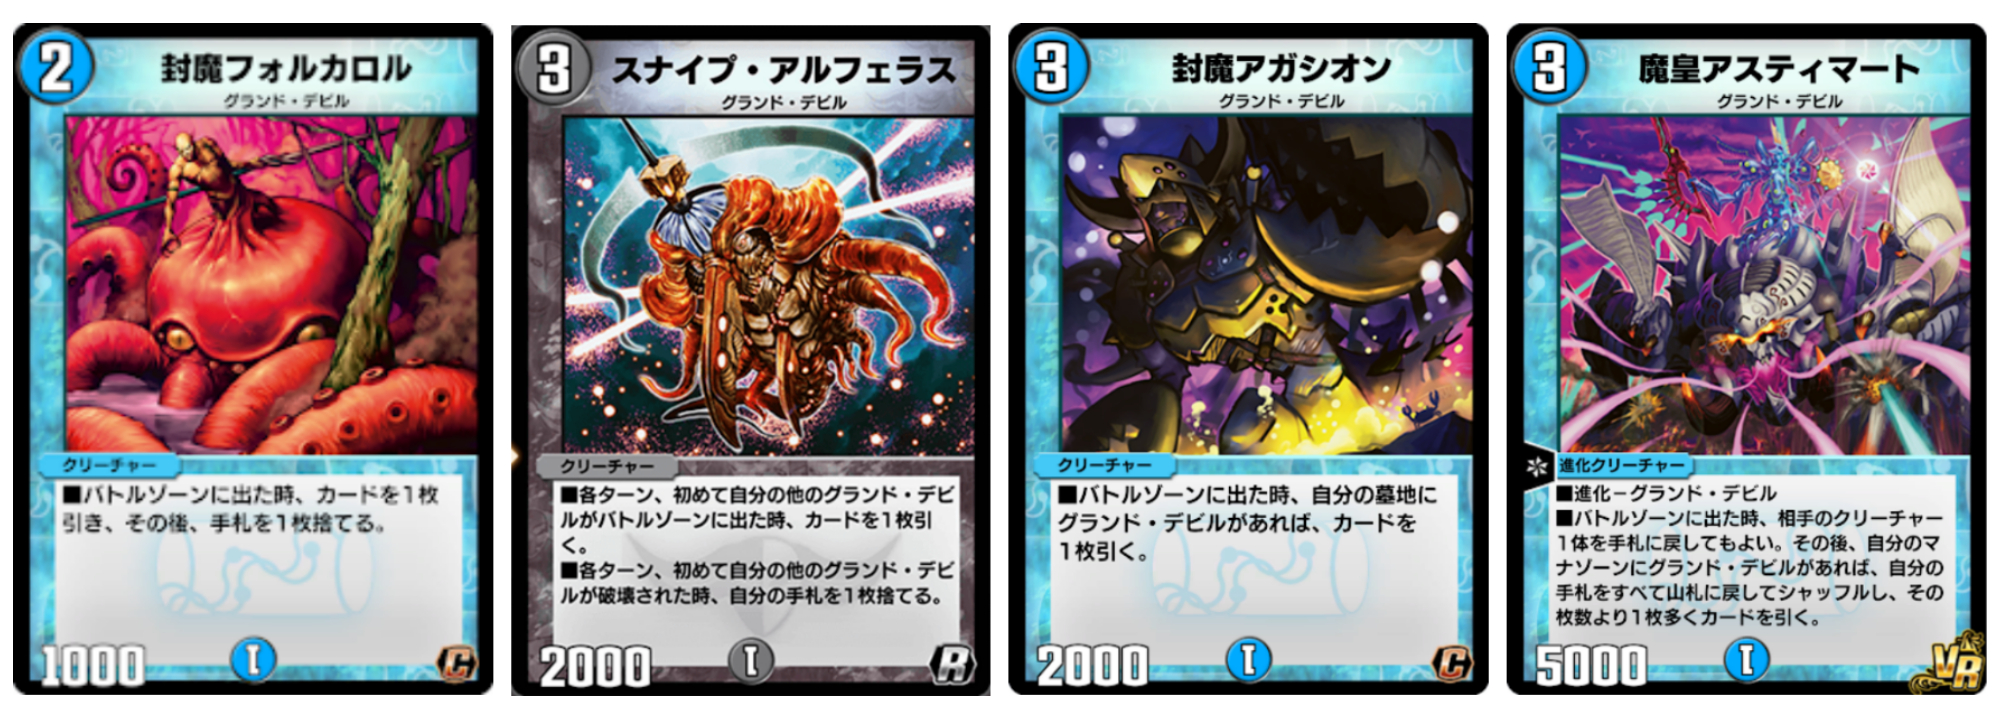 2
封魔フォルカロル
グランド・デビル
クリーチャー
■バトルゾーンに出た時、カードを1枚
引き、その後、手札を1枚捨てる。
1000
1
C
3
スナイプ・アルフェラス
グランド・デビル
クリーチャー
■各ターン、初めて自分の他のグランド・デビ
ルがバトルゾーンに出た時、カードを1枚引
く。
■各ターン、初めて自分の他のグランド・デビ
ルが破壊された時、自分の手札を1枚捨てる。
2000
1
R
3
封魔アガシオン
グランド・デビル
クリーチャー
■バトルゾーンに出た時、自分の墓地に
グランド・デビルがあれば、カードを
1枚引く。
2000
1
C
3
魔皇アスティマート
グランド・デビル
進化クリーチャー
■進化－グランド・デビル
■バトルゾーンに出た時、相手のクリーチャー
1体を手札に戻してもよい。その後、自分のマ
ナゾーンにグランド・デビルがあれば、自分の
手札をすべて山札に戻してシャッフルし、その
枚数より1枚多くカードを引く。
5000
1
VR